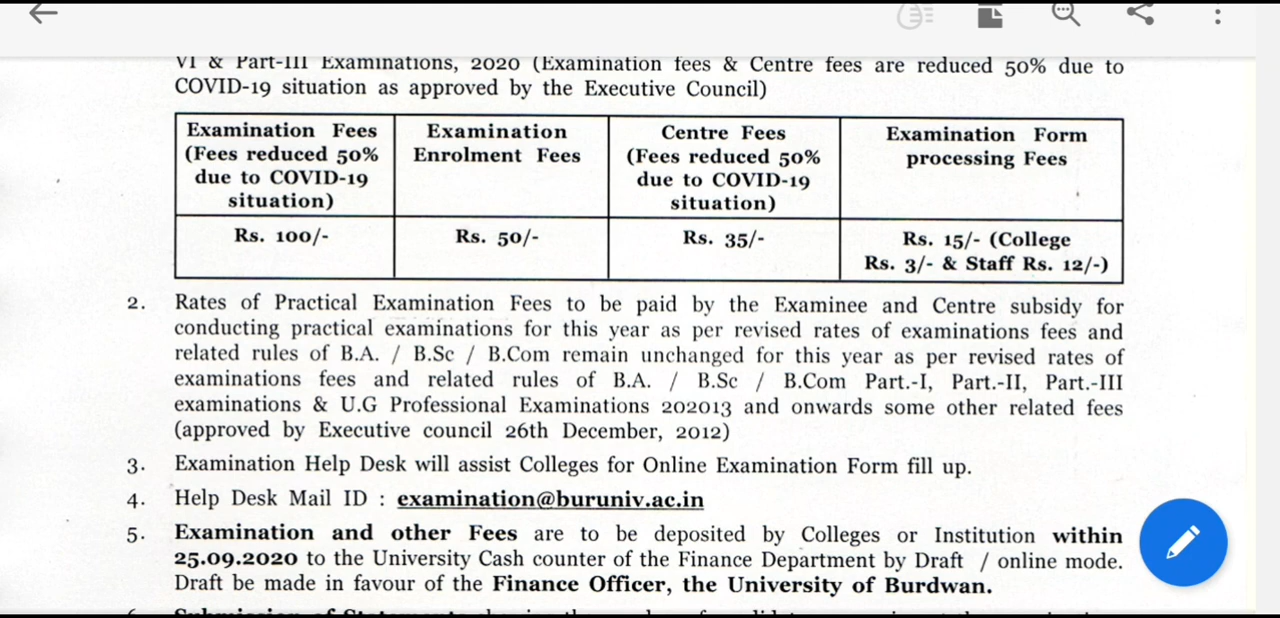 VI & Part-III Examinations, 2020 (Examination fees & Centre fees are reduced 50% due to
COVID-19 situation as approved by the Executive Council)
Examination Fees
(Fees reduced 50%
due to COVID-19
situation)
Examination
Enrolment Fees
Centre Fees
(Fees reduced 50%
due to COVID-19
situation)
Examination Form
processing Fees
Rs. 100/-
Rs. 50/-
Rs. 35/-
Rs. 15/- (College
Rs. 3/- & Staff Rs. 12/-)
2. Rates of Practical Examination Fees to be paid by the Examinee and Centre subsidy for
conducting practical examinations for this year as per revised rates of examinations fees and
related rules of B.A. / B.Sc / B.Com remain unchanged for this year as per revised rates of
examinations fees and related rules of B.A. / B.Sc / B.Com Part.-I, Part.-II, Part.-III
examinations & U.G Professional Examinations 202013 and onwards some other related fees
(approved by Executive council 26th December, 2012)
3. Examination Help Desk will assist Colleges for Online Examination Form fill up.
4. Help Desk Mail ID : examination@buruniv.ac.in
5. Examination and other Fees are to be deposited by Colleges or Institution within
25.09.2020 to the University Cash counter of the Finance Department by Draft / online mode.
Draft be made in favour of the Finance Officer, the University of Burdwan.